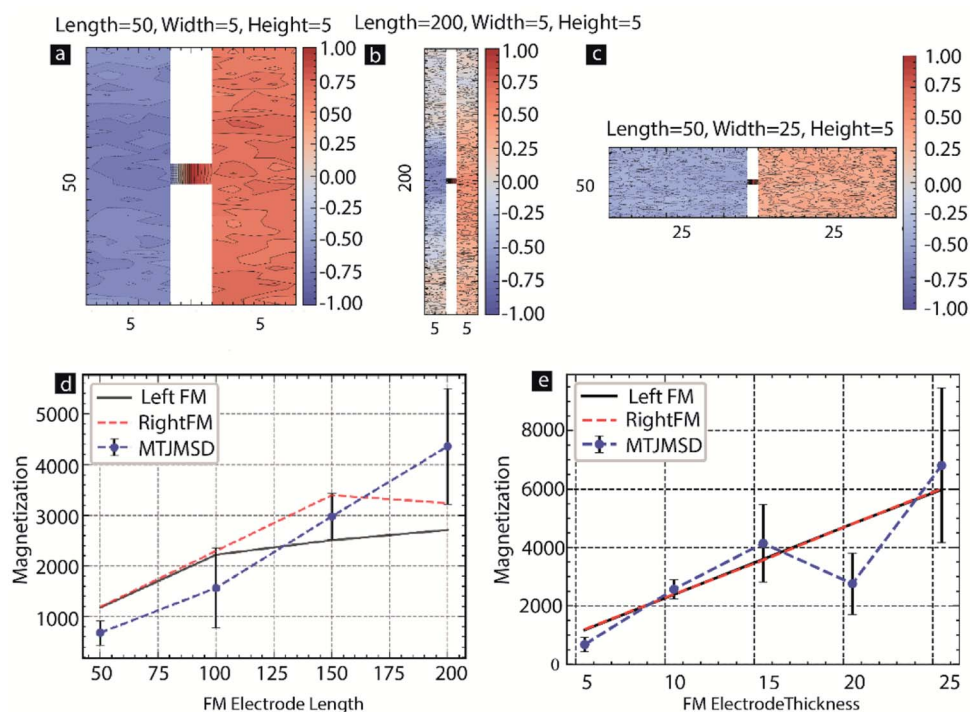 Length=50, Width=5, Height=5
Length=200, Width=5, Height=5
a
50
5
5
1.00
0.75
0.50
0.25
0.00
-0.25
-0.50
-0.75
-1.00
b
200
5
5
1.00
0.75
0.50
0.25
0.00
-0.25
-0.50
-0.75
-1.00
c
Length=50, Width=25, Height=5
50
25
25
1.00
0.75
0.50
0.25
0.00
-0.25
-0.50
-0.75
-1.00
d
Left FM
RightFM
MTJMSD
Magnetization
5000
4000
3000
2000
1000
50 75 100 125 150 175 200
FM Electrode Length
e
Left FM
RightFM
MTJMSD
Magnetization
8000
6000
4000
2000
0
5 10 15 20 25
FM ElectrodeThickness